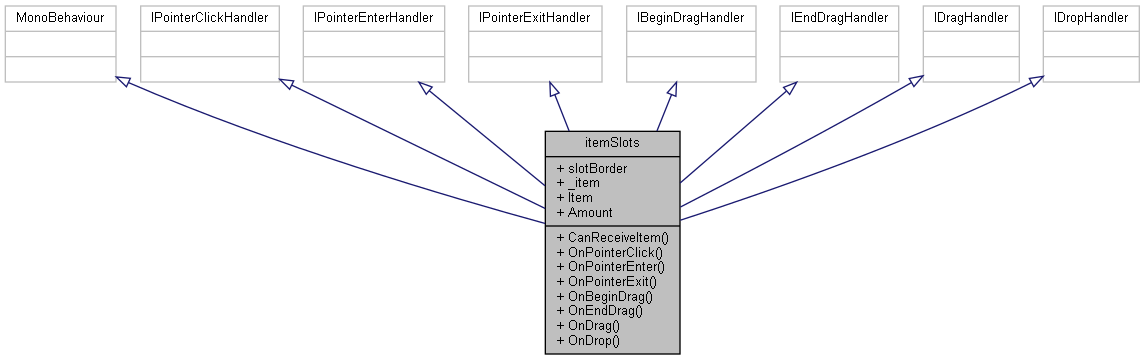 MonoBehaviour
IPointerClickHandler
IPointerEnterHandler
IPointerExitHandler
IBeginDragHandler
IEndDragHandler
IDragHandler
IDropHandler
itemSlots
+ slotBorder
+ _item
+ Item
+ Amount
+ CanReceiveItem()
+ OnPointerClick()
+ OnPointerEnter()
+ OnPointerExit()
+ OnBeginDrag()
+ OnEndDrag()
+ OnDrag()
+ OnDrop()